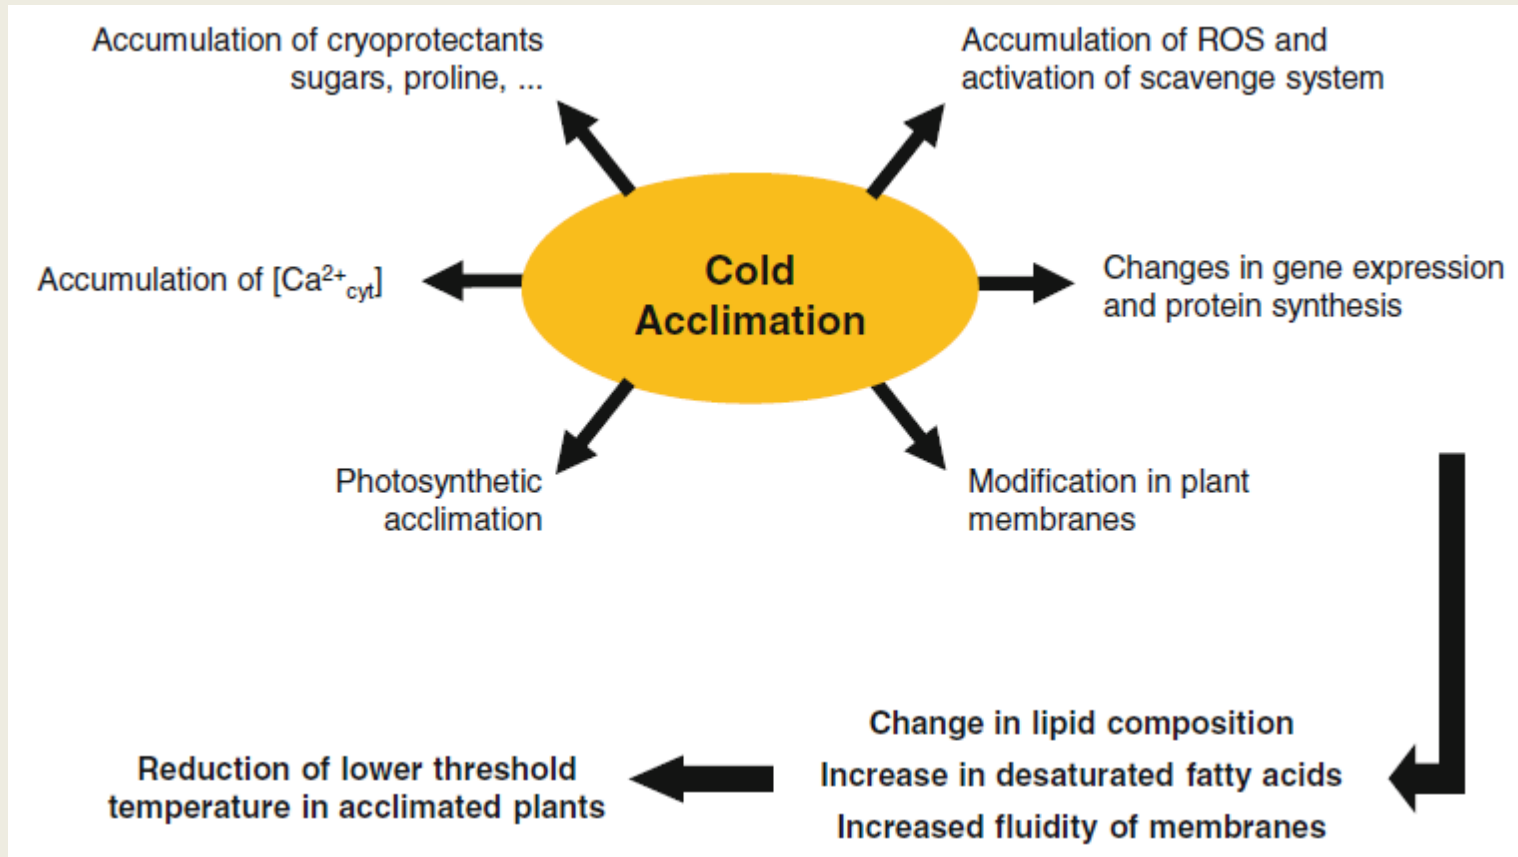 Accumulation of cryoprotectants
sugars, proline, ...
Accumulation of ROS and
activation of scavenge system
Cold
Acclimation
Accumulation of [Ca²⁺cyt]
Changes in gene expression
and protein synthesis
Photosynthetic
acclimation
Modification in plant
membranes
Change in lipid composition
Increase in desaturated fatty acids
Increased fluidity of membranes
Reduction of lower threshold
temperature in acclimated plants